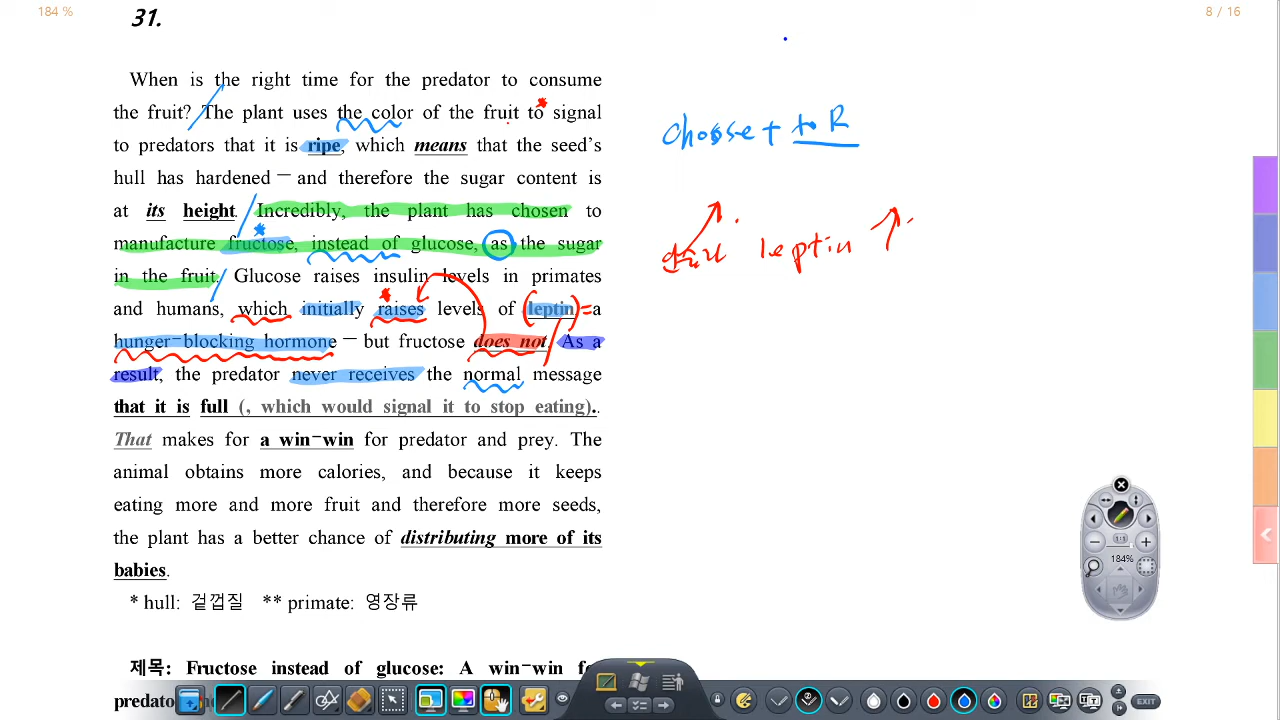 184 %
8 / 16
31.
When is the right time for the predator to consume
the fruit? The plant uses the color of the fruit to signal
to predators that it is ripe, which means that the seed's
hull has hardened — and therefore the sugar content is
at its height. Incredibly, the plant has chosen to
manufacture fructose, instead of glucose, as the sugar
in the fruit. Glucose raises insulin levels in primates
and humans, which initially raises levels of (leptin)=a
hunger-blocking hormone — but fructose does not. As a
result, the predator never receives the normal message
that it is full (, which would signal it to stop eating)..
That makes for a win-win for predator and prey. The
animal obtains more calories, and because it keeps
eating more and more fruit and therefore more seeds,
the plant has a better chance of distributing more of its
babies.
* hull: 겉껍질 ** primate: 영장류
제목: Fructose instead of glucose: A win-win fo
predato
choose + to R
leptin
184%
1:1
EXIT